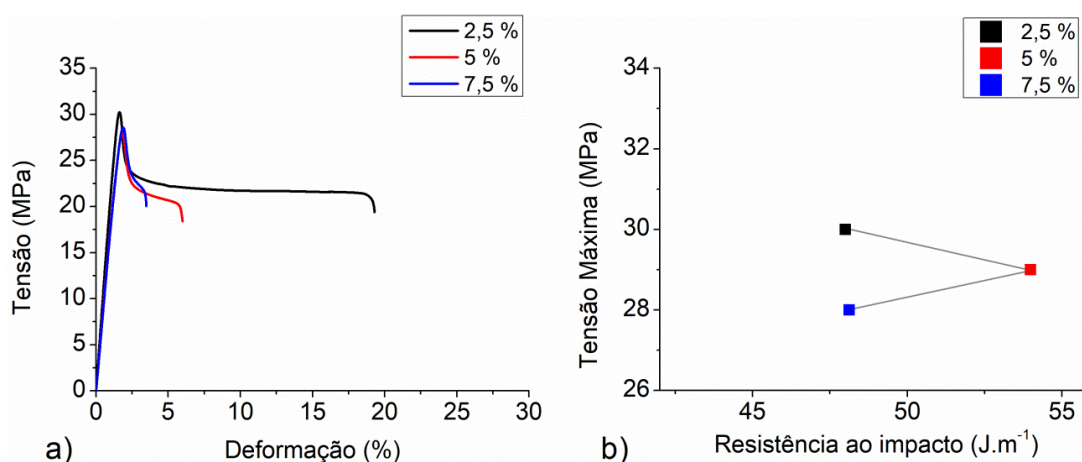 2,5 %
5 %
7,5 %
35
30
25
20
15
10
5
0
Tensão (MPa)
0 5 10 15 20 25 30
Deformação (%)
a)
2,5 %
5 %
7,5 %
34
32
30
28
26
Tensão Máxima (MPa)
45 50 55
Resistência ao impacto (J.m⁻¹)
b)